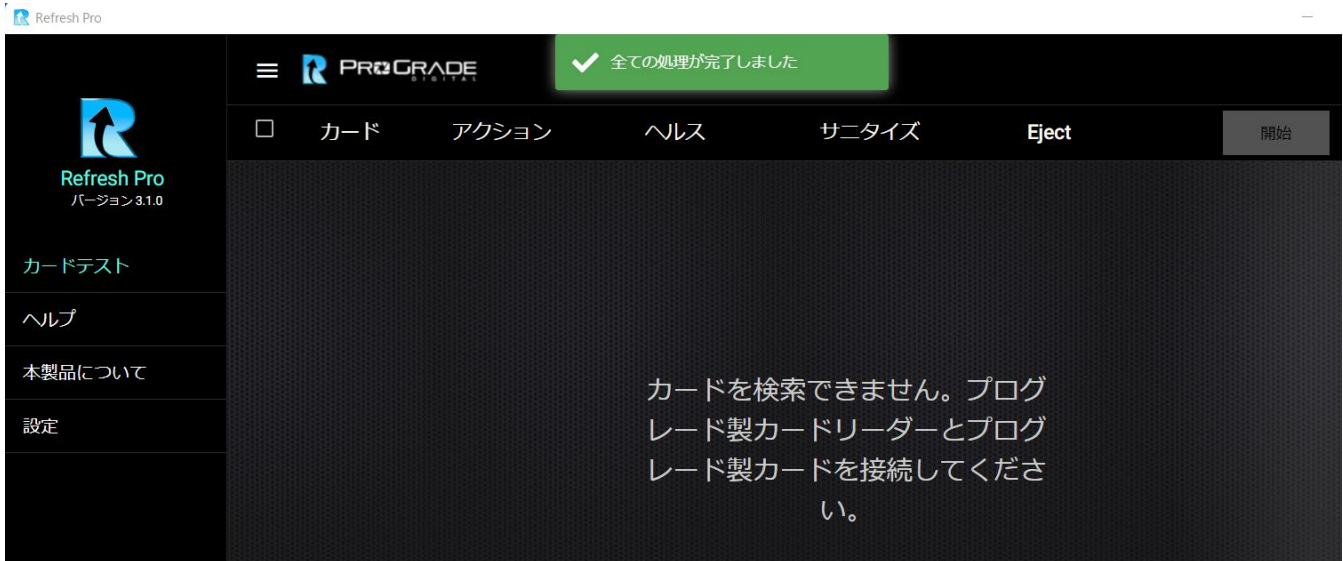 Refresh Pro
PROGRADE
DIGITAL
全ての処理が完了しました
カード アクション ヘルス サニタイズ Eject 開始
Refresh Pro
バージョン 3.1.0
カードテスト
ヘルプ
本製品について
設定
カードを検索できません。プログ
レード製カードリーダーとプログ
レード製カードを接続してくださ
い。